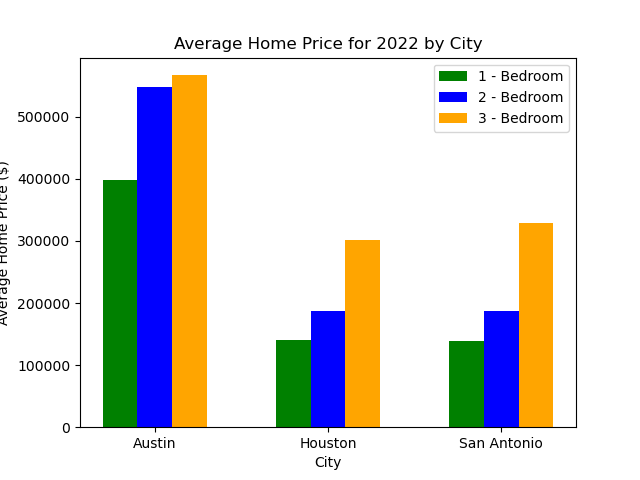 Average Home Price for 2022 by City
1 - Bedroom
2 - Bedroom
3 - Bedroom
Average Home Price ($)
500000
400000
300000
200000
100000
0
Austin
Houston
San Antonio
City